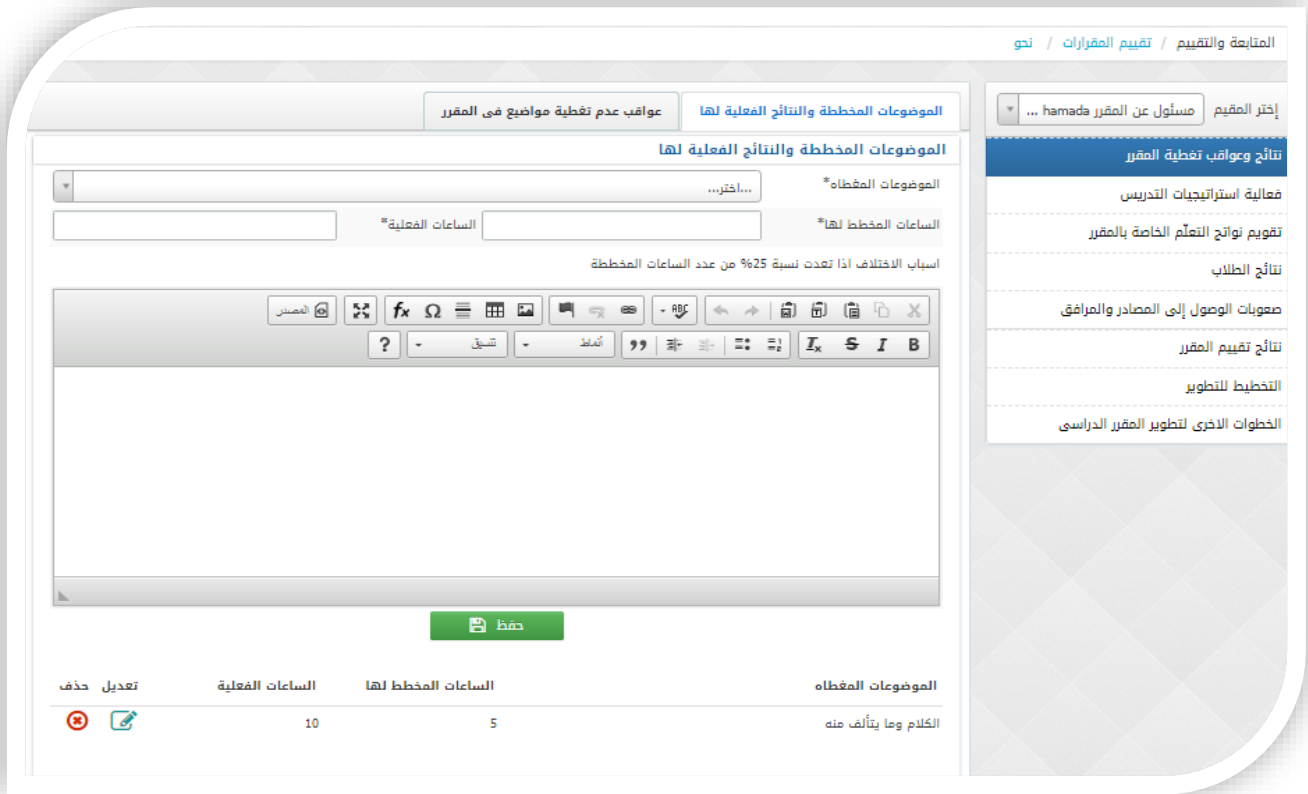 المتابعة والتقييم / تقييم المقرارات / نحو
إختر المقيم
مسئول عن المقرر hamada ...
نتائج وعواقب تغطية المقرر
فعالية استراتيجيات التدريس
تقويم نواتج التعلّم الخاصة بالمقرر
نتائج الطلاب
صعوبات الوصول إلى المصادر والمرافق
نتائج تقييم المقرر
التخطيط للتطوير
الخطوات الاخرى لتطوير المقرر الدراسى
الموضوعات المخططة والنتائج الفعلية لها
عواقب عدم تغطية مواضيع فى المقرر
الموضوعات المخططة والنتائج الفعلية لها
الموضوعات المغطاه*
...اختر...
الساعات المخطط لها*
الساعات الفعلية*
اسباب الاختلاف اذا تعدت نسبة 25% من عدد الساعات المخططة
ABC
Ω fx
المصدر
B I S Ix
أنماط
تنسيق
?
حفظ
الموضوعات المغطاه الساعات المخطط لها الساعات الفعلية تعديل حذف
الكلام وما يتألف منه 5 10